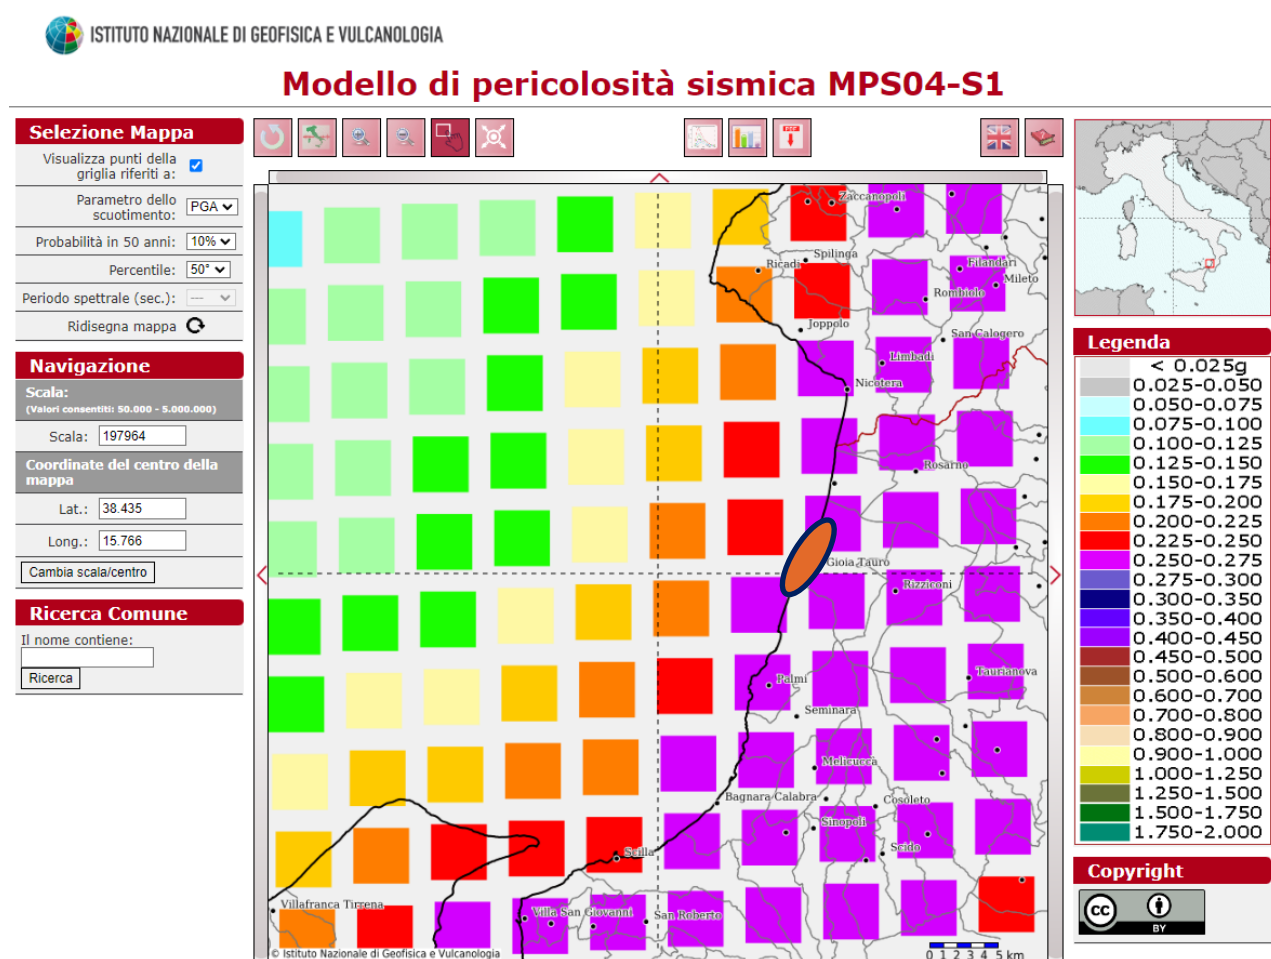 ISTITUTO NAZIONALE DI GEOFISICA E VULCANOLOGIA
Modello di pericolosità sismica MPS04-S1
Selezione Mappa
Visualizza punti della
griglia riferiti a:
Parametro dello
scuotimento:
PGA
Probabilità in 50 anni:
10%
Percentile:
50°
Periodo spettrale (sec.):
---
Ridisegna mappa
Navigazione
Scala:
(Valori consentiti: 50.000 - 5.000.000)
Scala:
197964
Coordinate del centro della
mappa
Lat.:
38.435
Long.:
15.766
Cambia scala/centro
Ricerca Comune
Il nome contiene:
Ricerca
Zaccanopoli
Spilinga
Ricadi
Filandari
Mileto
Rombiolo
Joppolo
San Calogero
Limbadi
Nicotera
Rosarno
Gioia Tauro
Rizziconi
Taurianova
Palmi
Seminara
Melicuccà
Bagnara Calabra
Cosoleto
Sinopoli
Scido
Scilla
Villafranca Tirrena
Villa San Giovanni
San Roberto
© Istituto Nazionale di Geofisica e Vulcanologia
0 1 2 3 4 5 km
Legenda
< 0.025g
0.025-0.050
0.050-0.075
0.075-0.100
0.100-0.125
0.125-0.150
0.150-0.175
0.175-0.200
0.200-0.225
0.225-0.250
0.250-0.275
0.275-0.300
0.300-0.350
0.350-0.400
0.400-0.450
0.450-0.500
0.500-0.600
0.600-0.700
0.700-0.800
0.800-0.900
0.900-1.000
1.000-1.250
1.250-1.500
1.500-1.750
1.750-2.000
Copyright
cc
BY